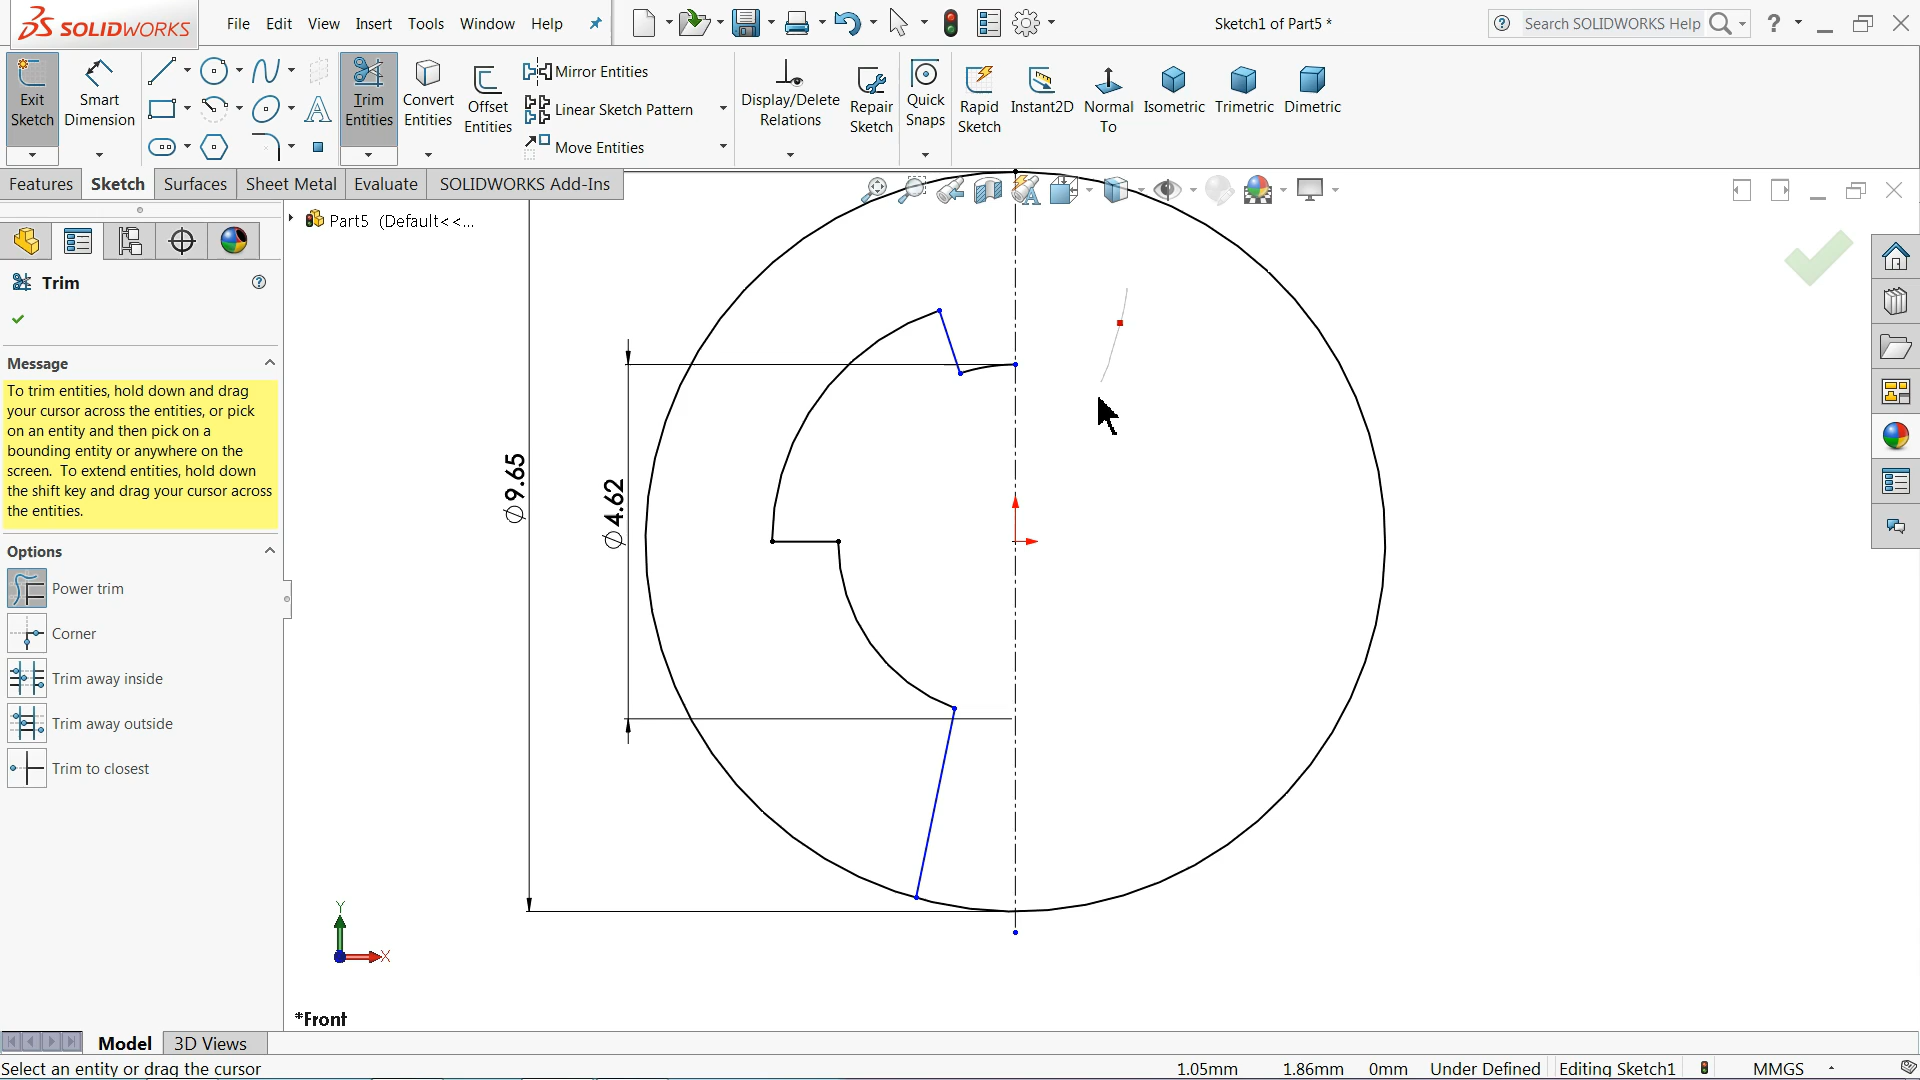 SOLIDWORKS
File Edit View Insert Tools Window Help
Sketch1 of Part5 *
Search SOLIDWORKS Help
Exit Sketch
Smart Dimension
Trim Entities
Convert Entities
Offset Entities
Mirror Entities
Linear Sketch Pattern
Move Entities
Display/Delete Relations
Repair Sketch
Quick Snaps
Rapid Sketch
Instant2D
Normal To
Isometric
Trimetric
Dimetric
Features Sketch Surfaces Sheet Metal Evaluate SOLIDWORKS Add-Ins
Part5 (Default<<...
Trim
Message
To trim entities, hold down and drag
your cursor across the entities, or pick
on an entity and then pick on a
bounding entity or anywhere on the
screen. To extend entities, hold down
the shift key and drag your cursor across
the entities.
Options
Power trim
Corner
Trim away inside
Trim away outside
Trim to closest
∅9.65
∅4.62
Y
X
*Front
Model 3D Views
Select an entity or drag the cursor
1.05mm 1.86mm 0mm Under Defined Editing Sketch1 MMGS